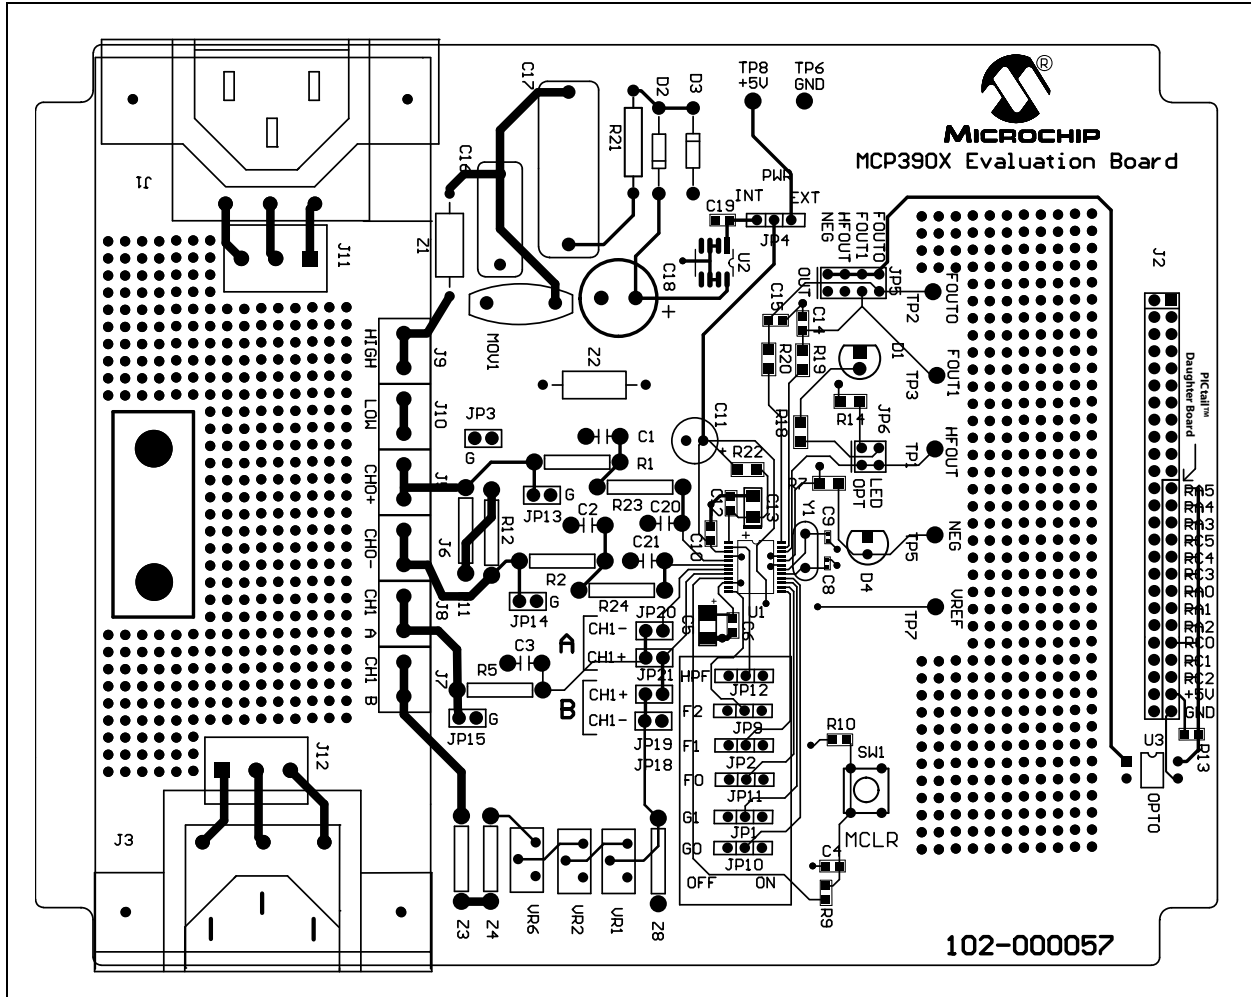 C17
D2
D3
TP8
+5V
TP6
GND
®
MICROCHIP
MCP390X Evaluation Board
R21
C16
J1
PWR
INT
EXT
C19
JP4
FOUT0
FOUT1
HFOUT
NEG
J11
Z1
U2
C18
+
OUT
JP5
J2
C15
C14
TP2
FOUT0
MOV1
R20
R19
D1
HIGH
J9
Z2
TP3
FOUT1
PICtail™
Daughter Board
LOW
J10
JP3
G
C1
C11
+
R18
R14
JP6
R1
R22
TP1
HFOUT
CH0+
J5
R23
JP13
G
R7
OPT
LED
R12
C2
C20
C12
C13
+
Y1
C9
RA5
RA4
RA3
RC5
RC4
RC3
RA0
RA1
RA2
RC0
RC1
RC2
+5V
GND
CH0-
J6
C21
C10
TP5
NEG
R2
C8
D4
R11
R24
CH1 A
J8
JP14
G
JP20
C5
+
C6
U1
TP7
VREF
A
CH1-
CH1+
JP21
C3
R5
CH1 B
J7
B
CH1+
CH1-
JP19
JP18
JP15
G
HPF
JP12
F2
JP9
F1
JP2
F0
JP11
G1
JP1
G0
JP10
OFF
ON
R10
SW1
MCLR
U3
R13
OPTO
J12
J3
C4
R9
Z3
Z4
VR6
VR2
VR1
Z8
102-00057